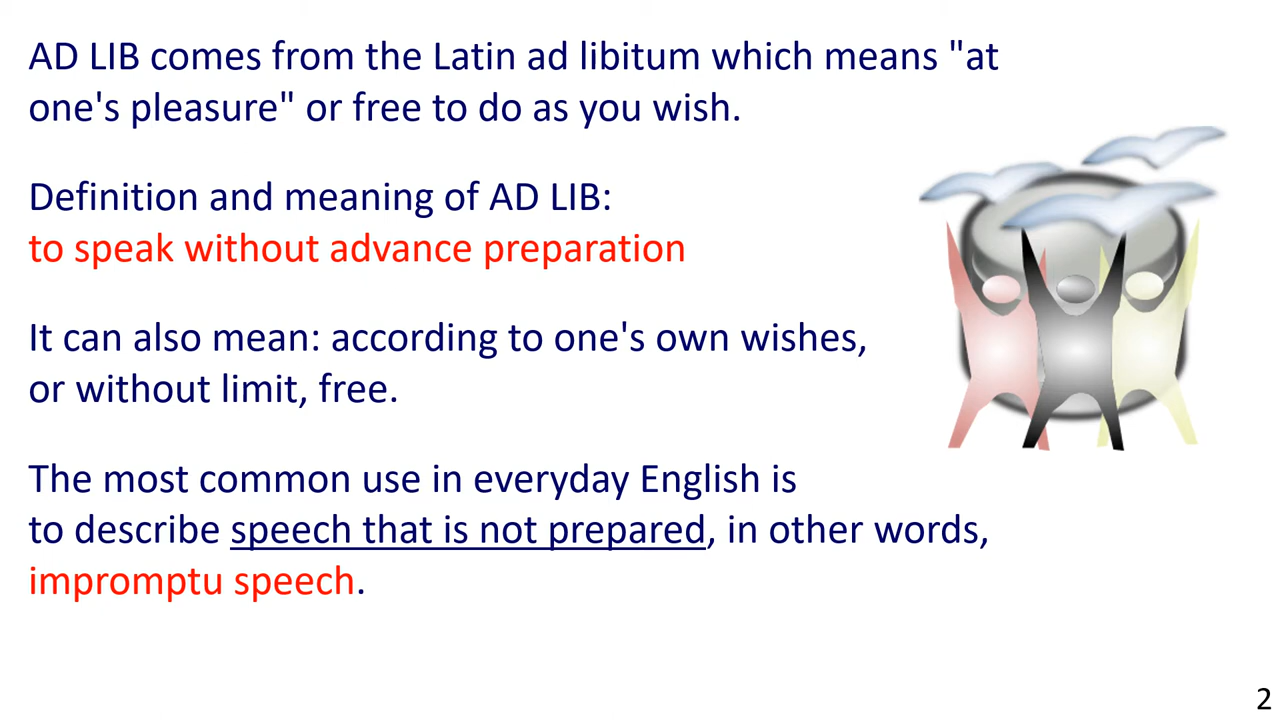 AD LIB comes from the Latin ad libitum which means "at
one's pleasure" or free to do as you wish.
Definition and meaning of AD LIB:
to speak without advance preparation
It can also mean: according to one's own wishes,
or without limit, free.
The most common use in everyday English is
to describe speech that is not prepared, in other words,
impromptu speech.
2